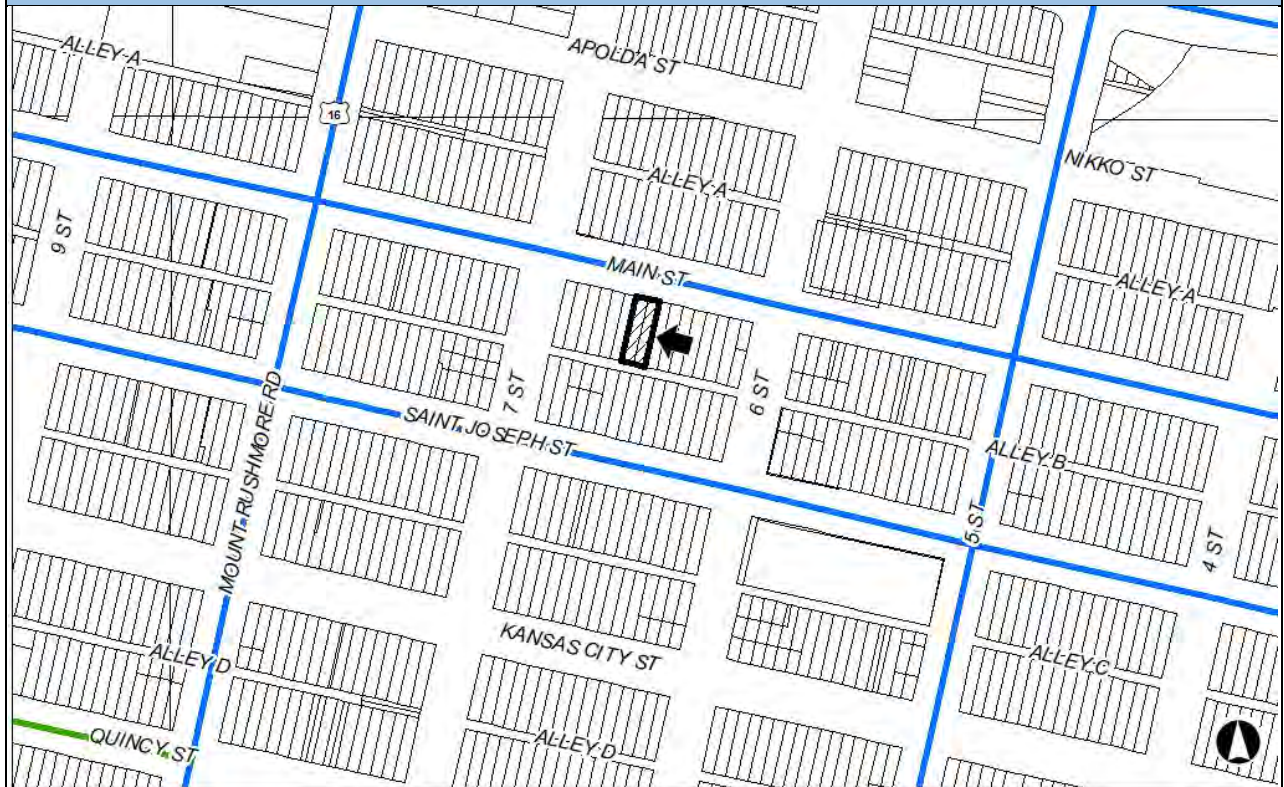 APOLDA ST
ALLEY A
16
NIKKO ST
ALLEY A
9 ST
MAIN ST
ALLEY A
7 ST
6 ST
SAINT JOSEPH ST
MOUNT RUSHMORE RD
ALLEY B
5 ST
4 ST
KANSAS CITY ST
ALLEY D
ALLEY C
QUINCY ST
ALLEY D